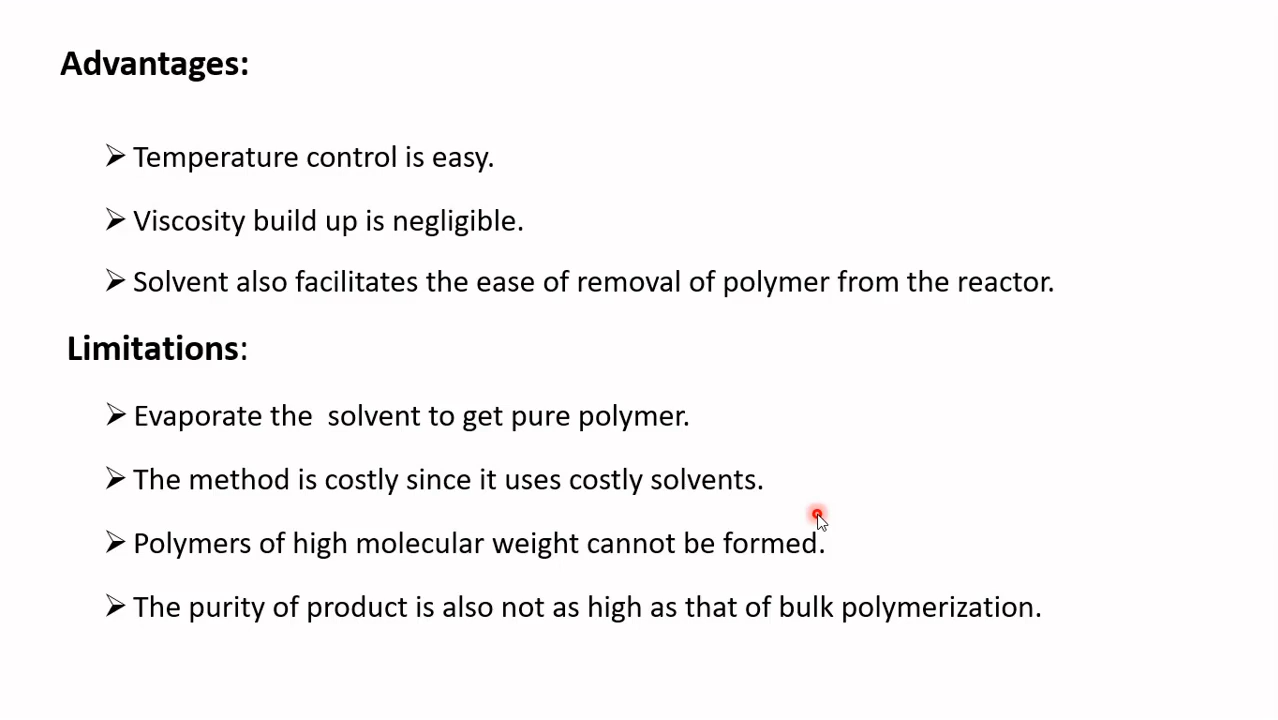 Advantages:
➢ Temperature control is easy.
➢ Viscosity build up is negligible.
➢ Solvent also facilitates the ease of removal of polymer from the reactor.
Limitations:
➢ Evaporate the  solvent to get pure polymer.
➢ The method is costly since it uses costly solvents.
➢ Polymers of high molecular weight cannot be formed.
➢ The purity of product is also not as high as that of bulk polymerization.